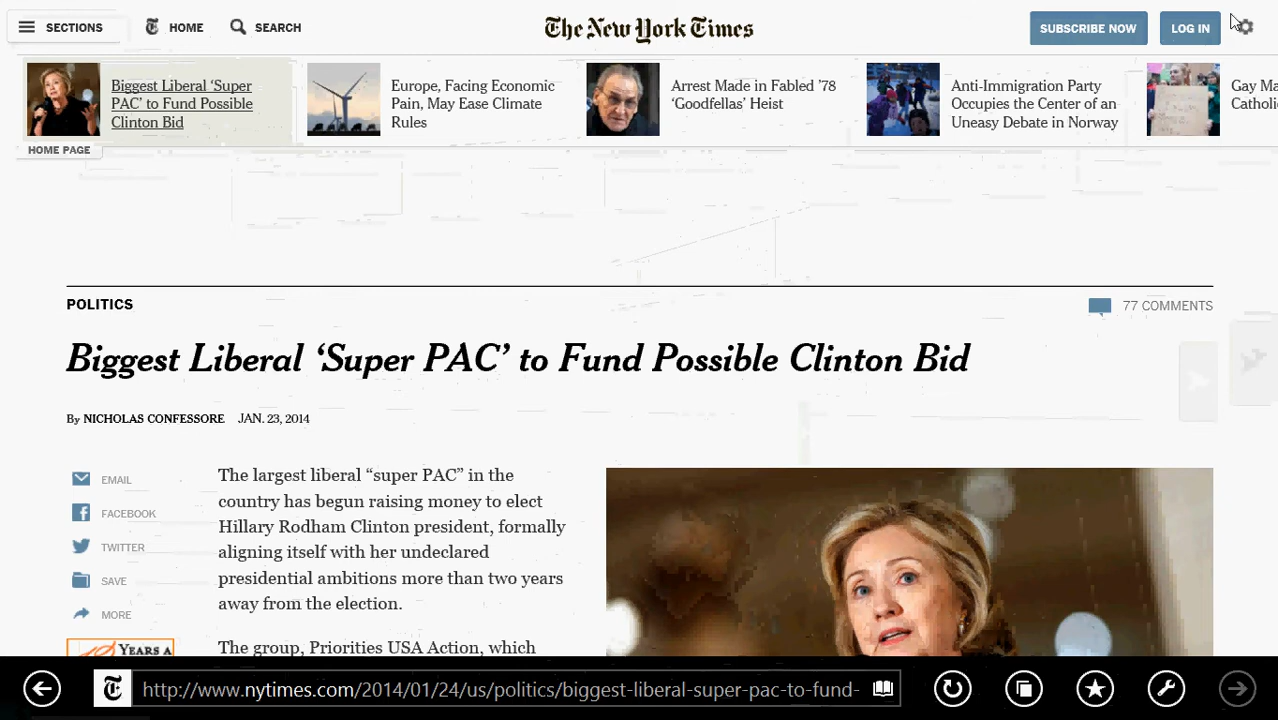 SECTIONS HOME SEARCH The New York Times SUBSCRIBE NOW LOG IN
Biggest Liberal ‘Super
PAC’ to Fund Possible
Clinton Bid
Europe, Facing Economic
Pain, May Ease Climate
Rules
Arrest Made in Fabled ’78
‘Goodfellas’ Heist
Anti-Immigration Party
Occupies the Center of an
Uneasy Debate in Norway
Gay Ma
Catholi
HOME PAGE
POLITICS
77 COMMENTS
Biggest Liberal ‘Super PAC’ to Fund Possible Clinton Bid
By NICHOLAS CONFESSORE JAN. 23, 2014
EMAIL
FACEBOOK
TWITTER
SAVE
MORE
YEARS A
The largest liberal “super PAC” in the
country has begun raising money to elect
Hillary Rodham Clinton president, formally
aligning itself with her undeclared
presidential ambitions more than two years
away from the election.
The group, Priorities USA Action, which
http://www.nytimes.com/2014/01/24/us/politics/biggest-liberal-super-pac-to-fund-